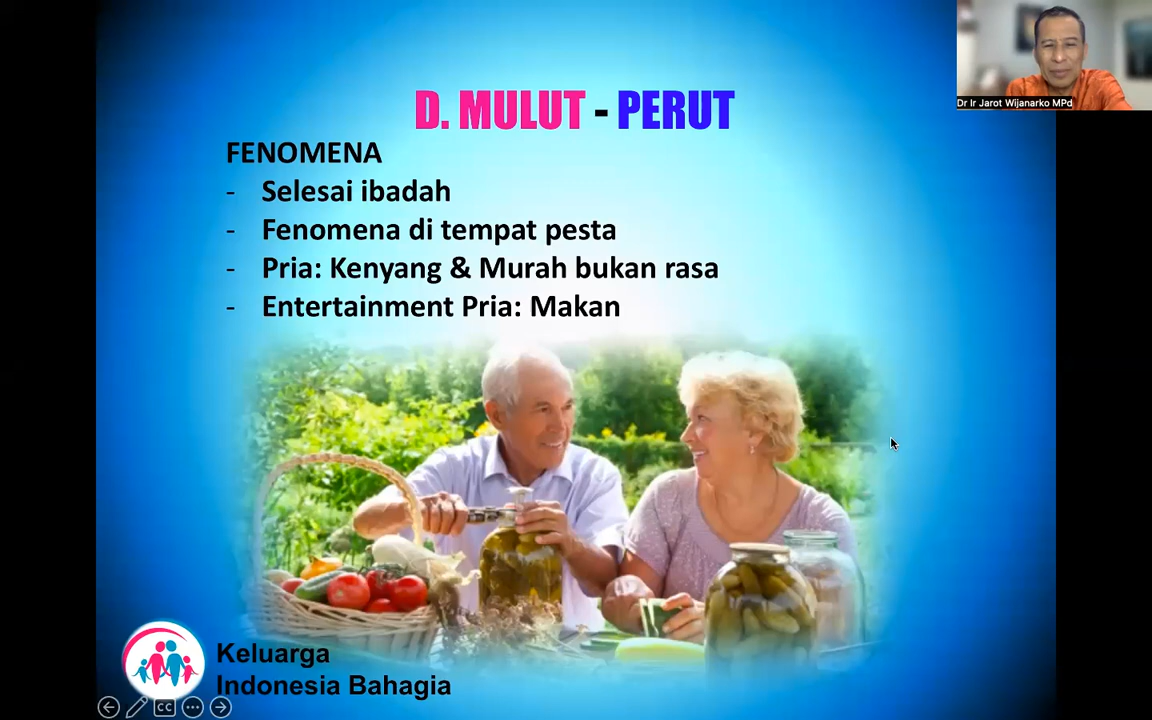 D. MULUT - PERUT
Dr Ir Jarot Wijanarko MPd
FENOMENA
- Selesai ibadah
- Fenomena di tempat pesta
- Pria: Kenyang & Murah bukan rasa
- Entertainment Pria: Makan
Keluarga
Indonesia Bahagia
CC